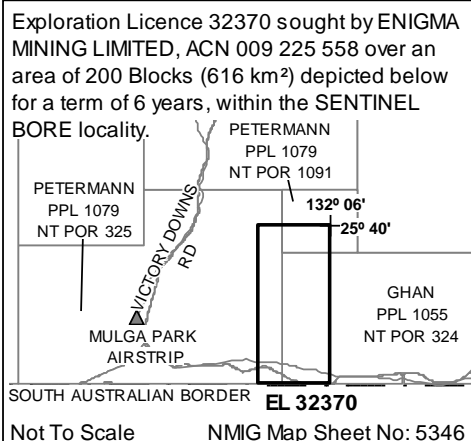 Exploration Licence 32370 sought by ENIGMA
MINING LIMITED, ACN 009 225 558 over an
area of 200 Blocks (616 km²) depicted below
for a term of 6 years, within the SENTINEL
BORE locality.
PETERMANN
PPL 1079
NT POR 1091
PETERMANN
PPL 1079
NT POR 325
VICTORY DOWNS
RD
132º 06'
25º 40'
GHAN
PPL 1055
NT POR 324
MULGA PARK
AIRSTRIP
SOUTH AUSTRALIAN BORDER
EL 32370
Not To Scale
NMIG Map Sheet No: 5346